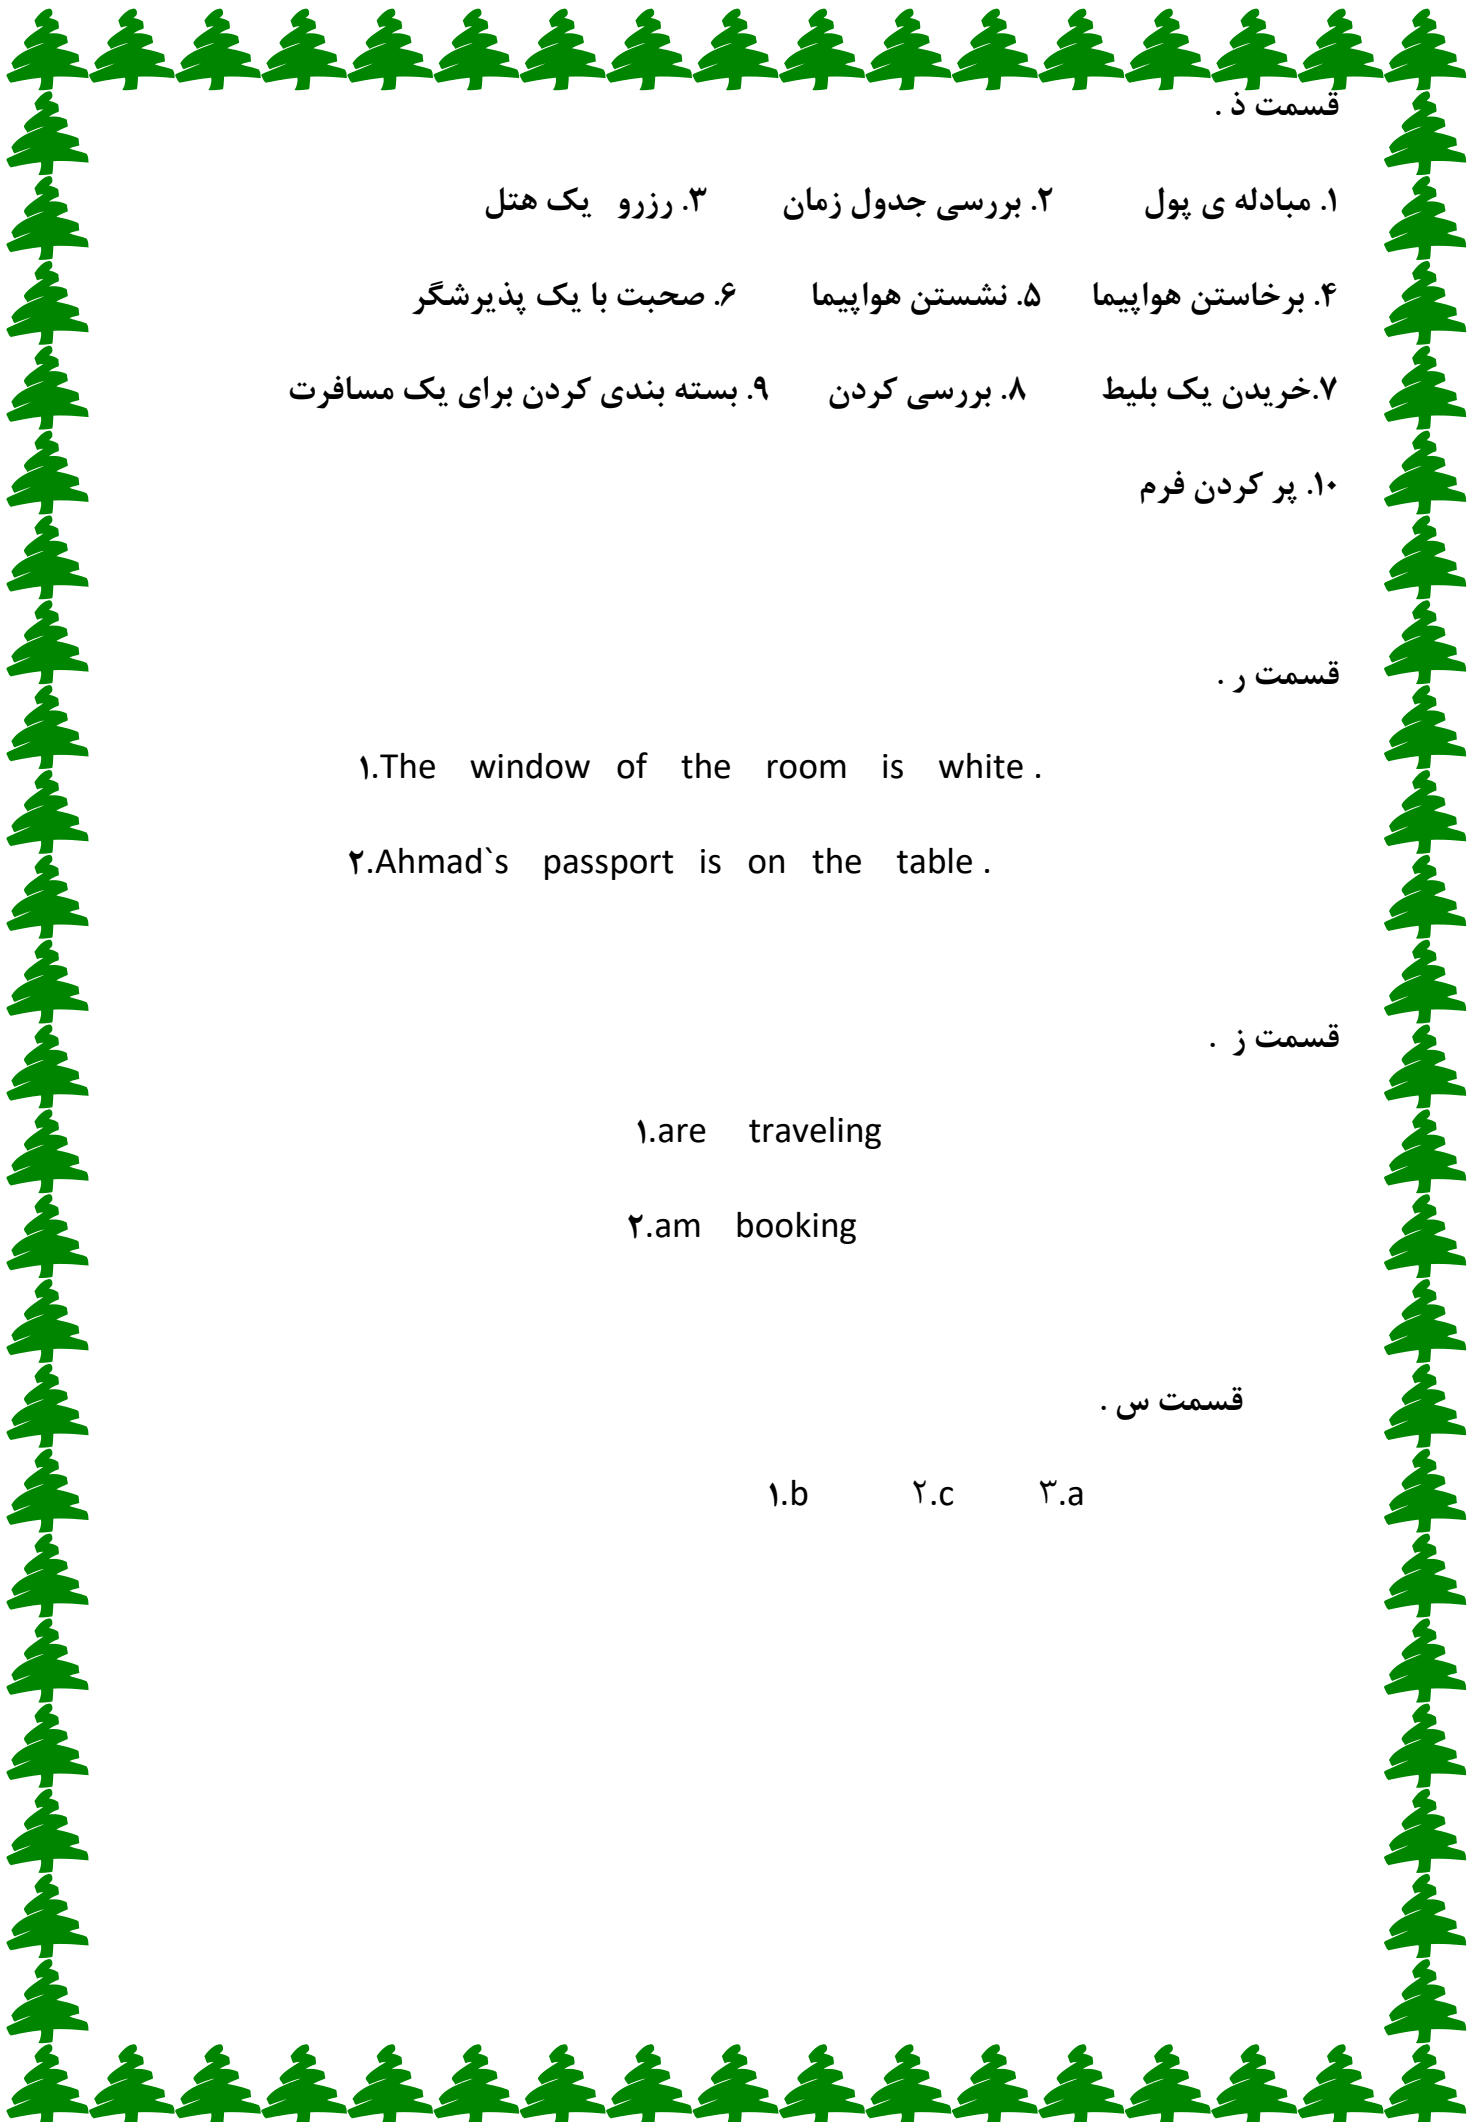 قسمت ذ .
۱. مبادله ی پول ۲. بررسی جدول زمان ۳. رزرو یک هتل
۴. برخاستن هواپیما ۵. نشستن هواپیما ۶. صحبت با یک پذیرشگر
۷.خریدن یک بلیط ۸. بررسی کردن ۹. بسته بندی کردن برای یک مسافرت
۱۰. پر کردن فرم
قسمت ر .
۱.The window of the room is white .
۲.Ahmad`s passport is on the table .
قسمت ز .
۱.are traveling
۲.am booking
قسمت س .
۱.b ۲.c ۳.a